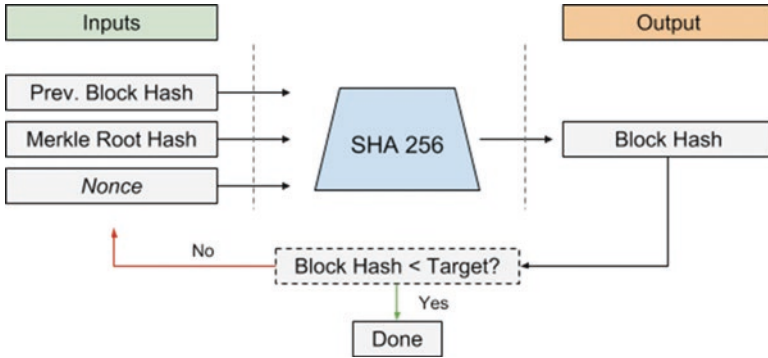 Inputs
Output
Prev. Block Hash
Merkle Root Hash
SHA 256
Block Hash
Nonce
No
Block Hash < Target?
Yes
Done